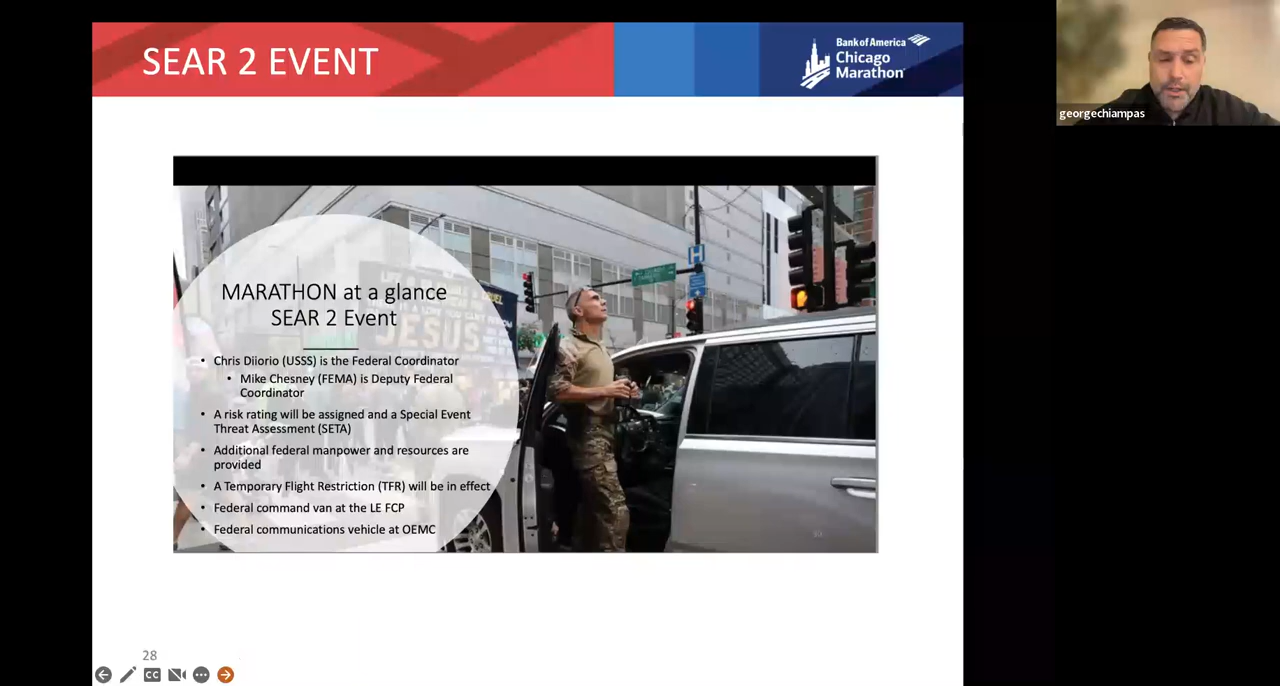 SEAR 2 EVENT
Bank of America
Chicago
Marathon
georgechiampas
MARATHON at a glance
SEAR 2 Event
JESUS
• Chris Diiorio (USSS) is the Federal Coordinator
• Mike Chesney (FEMA) is Deputy Federal
Coordinator
• A risk rating will be assigned and a Special Event
Threat Assessment (SETA)
• Additional federal manpower and resources are
provided
• A Temporary Flight Restriction (TFR) will be in effect
• Federal command van at the LE FCP
• Federal communications vehicle at OEMC
H
28
CC